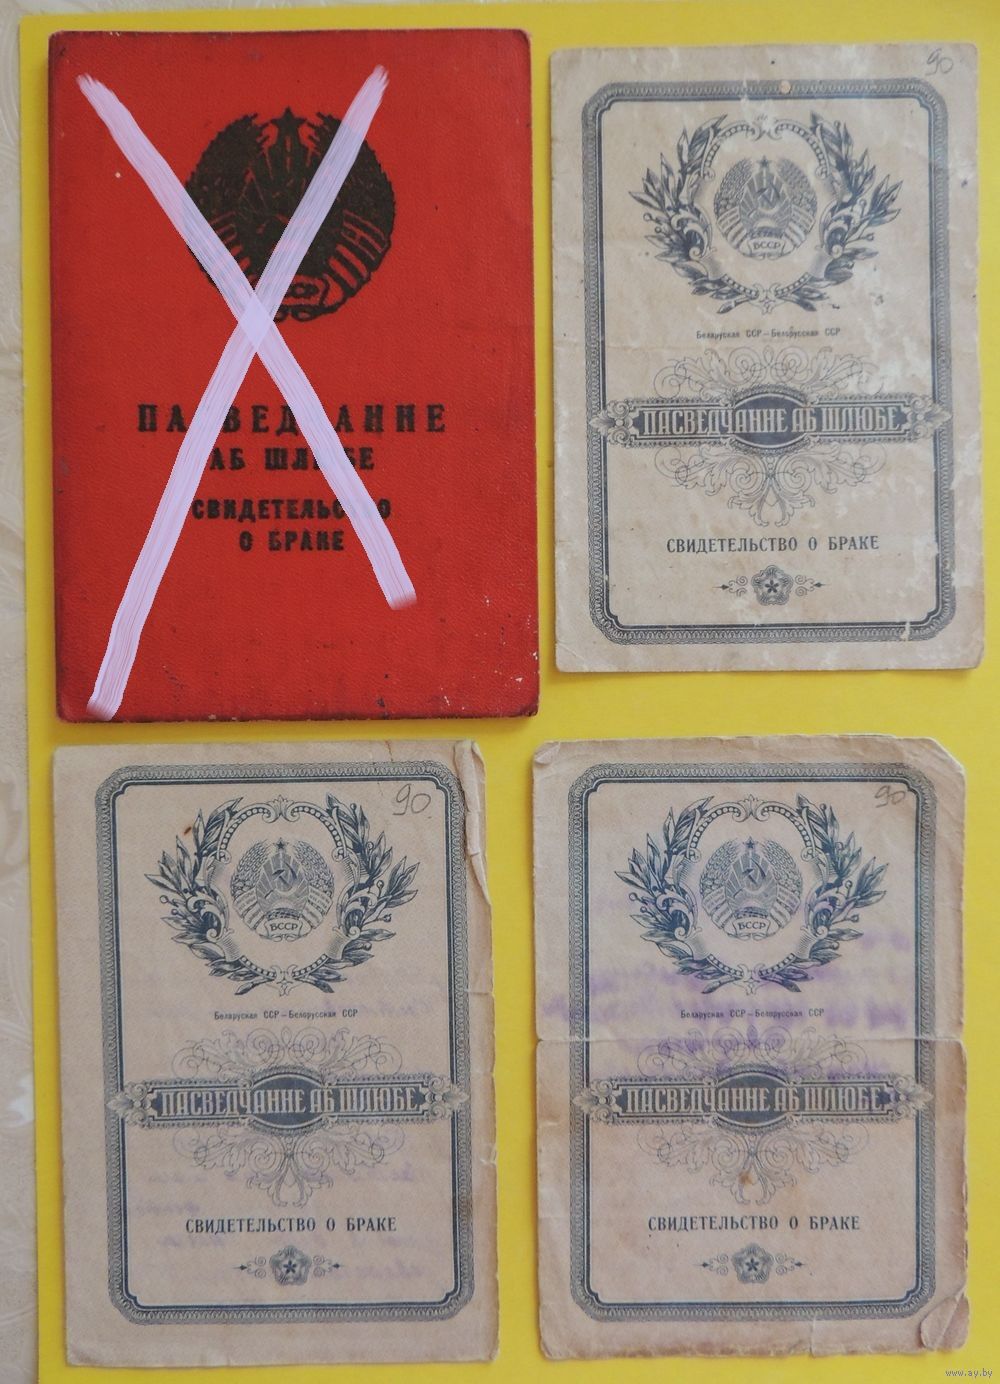 ПАСВЕДЧАННЕ
АБ ШЛЮБЕ
СВИДЕТЕЛЬСТВО
О БРАКЕ
90
БССР
Беларуская ССР — Белорусская ССР
ПАСВЕДЧАННЕ АБ ШЛЮБЕ
СВИДЕТЕЛЬСТВО О БРАКЕ
90
БССР
Беларуская ССР — Белорусская ССР
ПАСВЕДЧАННЕ АБ ШЛЮБЕ
СВИДЕТЕЛЬСТВО О БРАКЕ
90
БССР
Беларуская ССР — Белорусская ССР
ПАСВЕДЧАННЕ АБ ШЛЮБЕ
СВИДЕТЕЛЬСТВО О БРАКЕ
www.ay.by